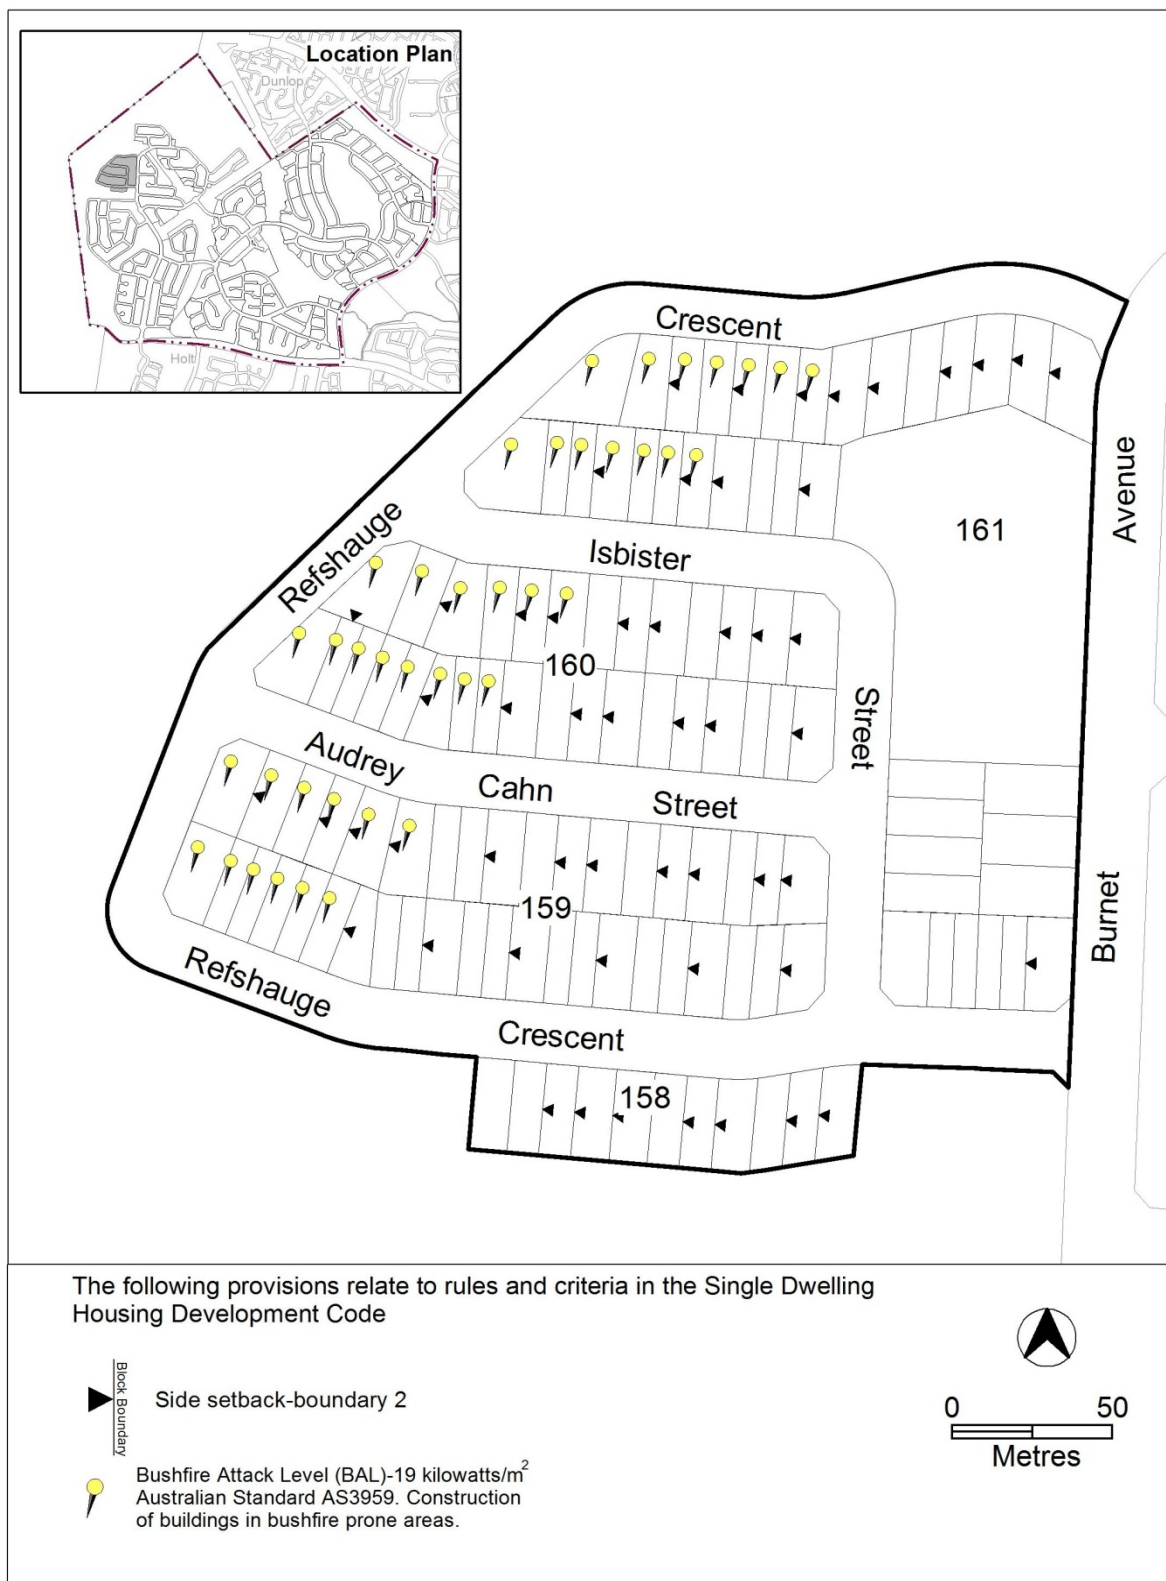 Location Plan
Dunlop
Holt
Crescent
Avenue
161
Refshauge
Isbister
160
Street
Audrey
Cahn
Street
159
Burnet
Refshauge
Crescent
158
The following provisions relate to rules and criteria in the Single Dwelling
Housing Development Code
Block Boundary
Side setback-boundary 2
Bushfire Attack Level (BAL)-19 kilowatts/m²
Australian Standard AS3959. Construction
of buildings in bushfire prone areas.
0 50
Metres